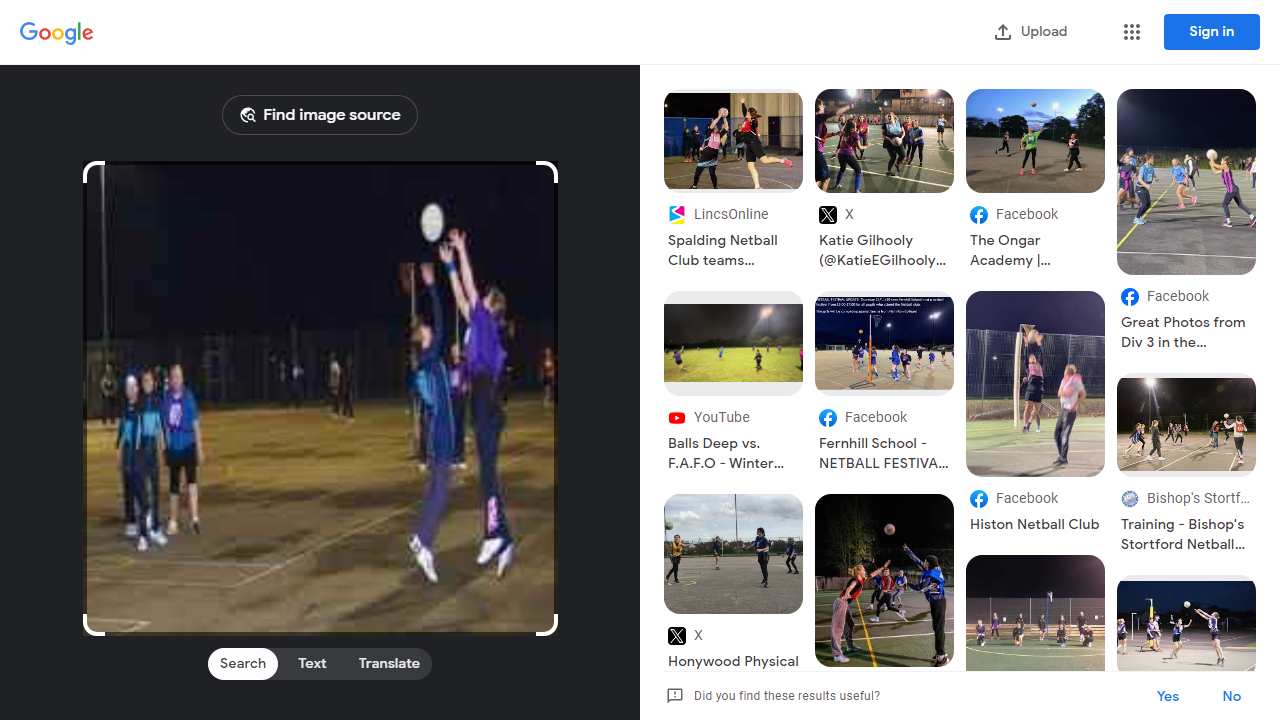 Google
Upload
Sign in
Find image source
Search
Text
Translate
LincsOnline
Spalding Netball
Club teams...
X
Katie Gilhooly
(@KatieEGilhooly...
Facebook
The Ongar
Academy |...
Facebook
Great Photos from
Div 3 in the...
YouTube
Balls Deep vs.
F.A.F.O - Winter...
Facebook
Fernhill School -
NETBALL FESTIVA...
Facebook
Histon Netball Club
Bishop's Stortf...
Training - Bishop's
Stortford Netball...
X
Honywood Physical
Did you find these results useful?
Yes
No